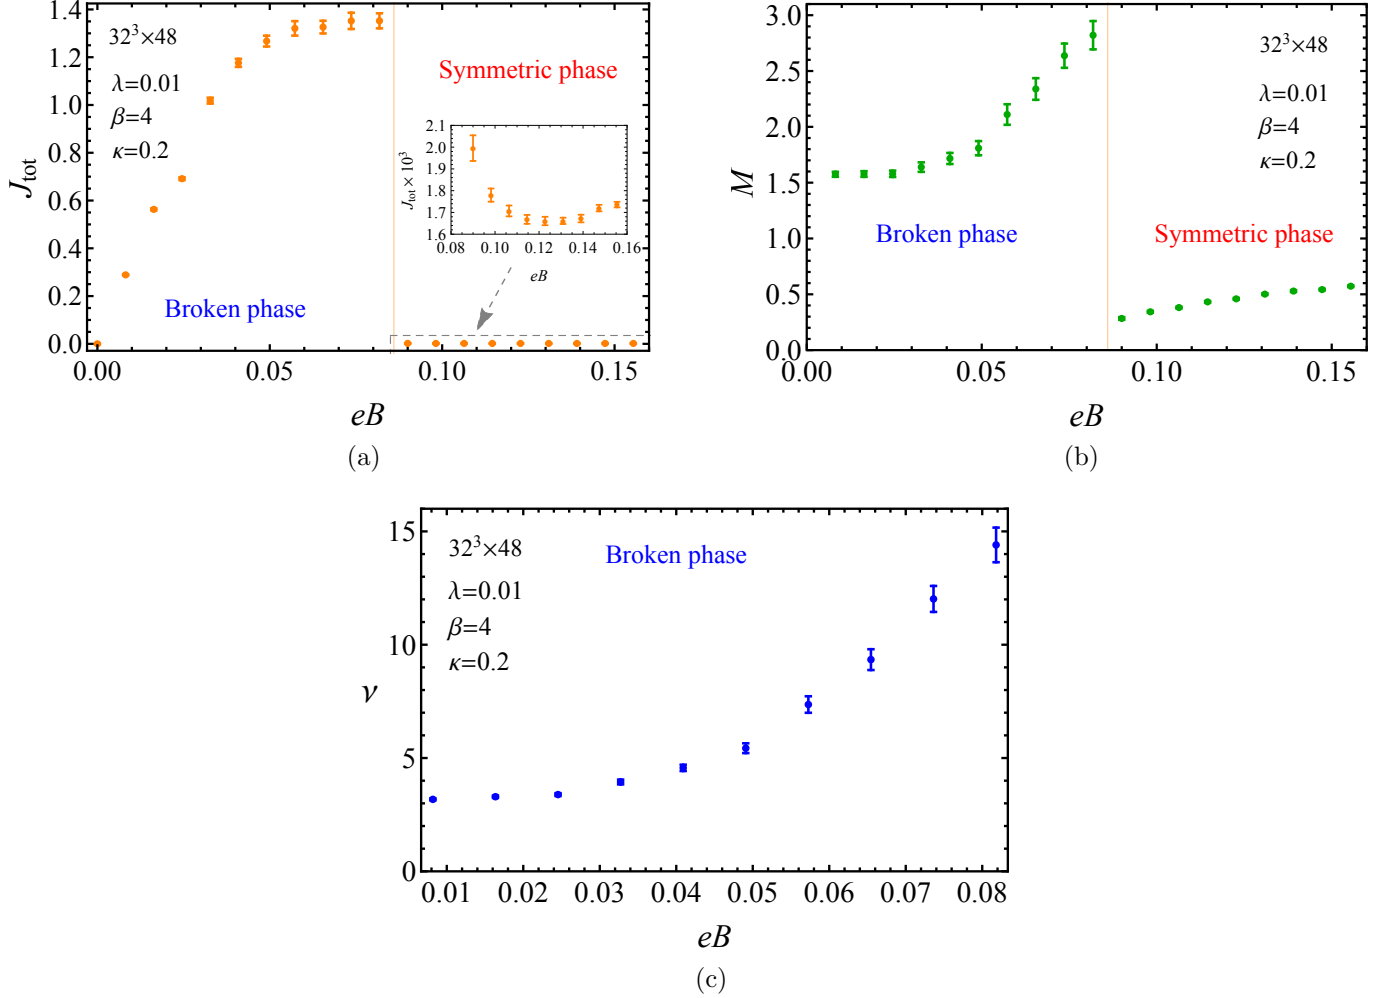 1.4
1.2
1.0
0.8
0.6
0.4
0.2
0.0
J_tot
32³×48
λ=0.01
β=4
κ=0.2
Symmetric phase
Broken phase
2.1
2.0
1.9
1.8
1.7
1.6
J_tot × 10³
0.08 0.10 0.12 0.14 0.16
eB
0.00 0.05 0.10 0.15
eB
(a)
3.0
2.5
2.0
1.5
1.0
0.5
0.0
M
32³×48
λ=0.01
β=4
κ=0.2
Broken phase
Symmetric phase
0.00 0.05 0.10 0.15
eB
(b)
15
10
5
0
ν
32³×48
λ=0.01
β=4
κ=0.2
Broken phase
0.01 0.02 0.03 0.04 0.05 0.06 0.07 0.08
eB
(c)